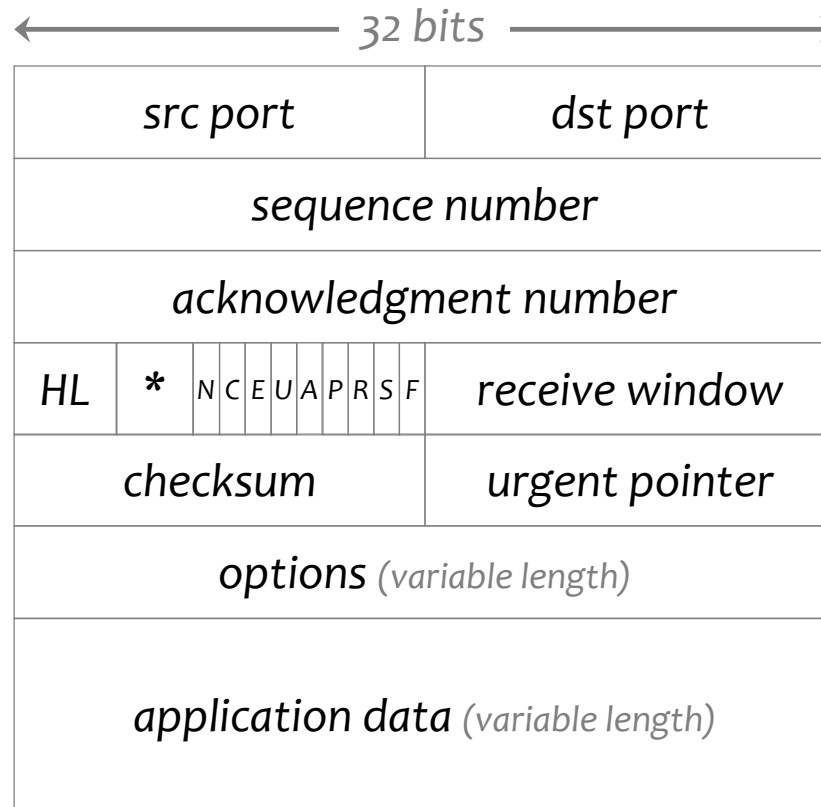 32 bits
src port dst port
sequence number
acknowledgment number
HL * N C E U A P R S F receive window
checksum urgent pointer
options (variable length)
application data (variable length)